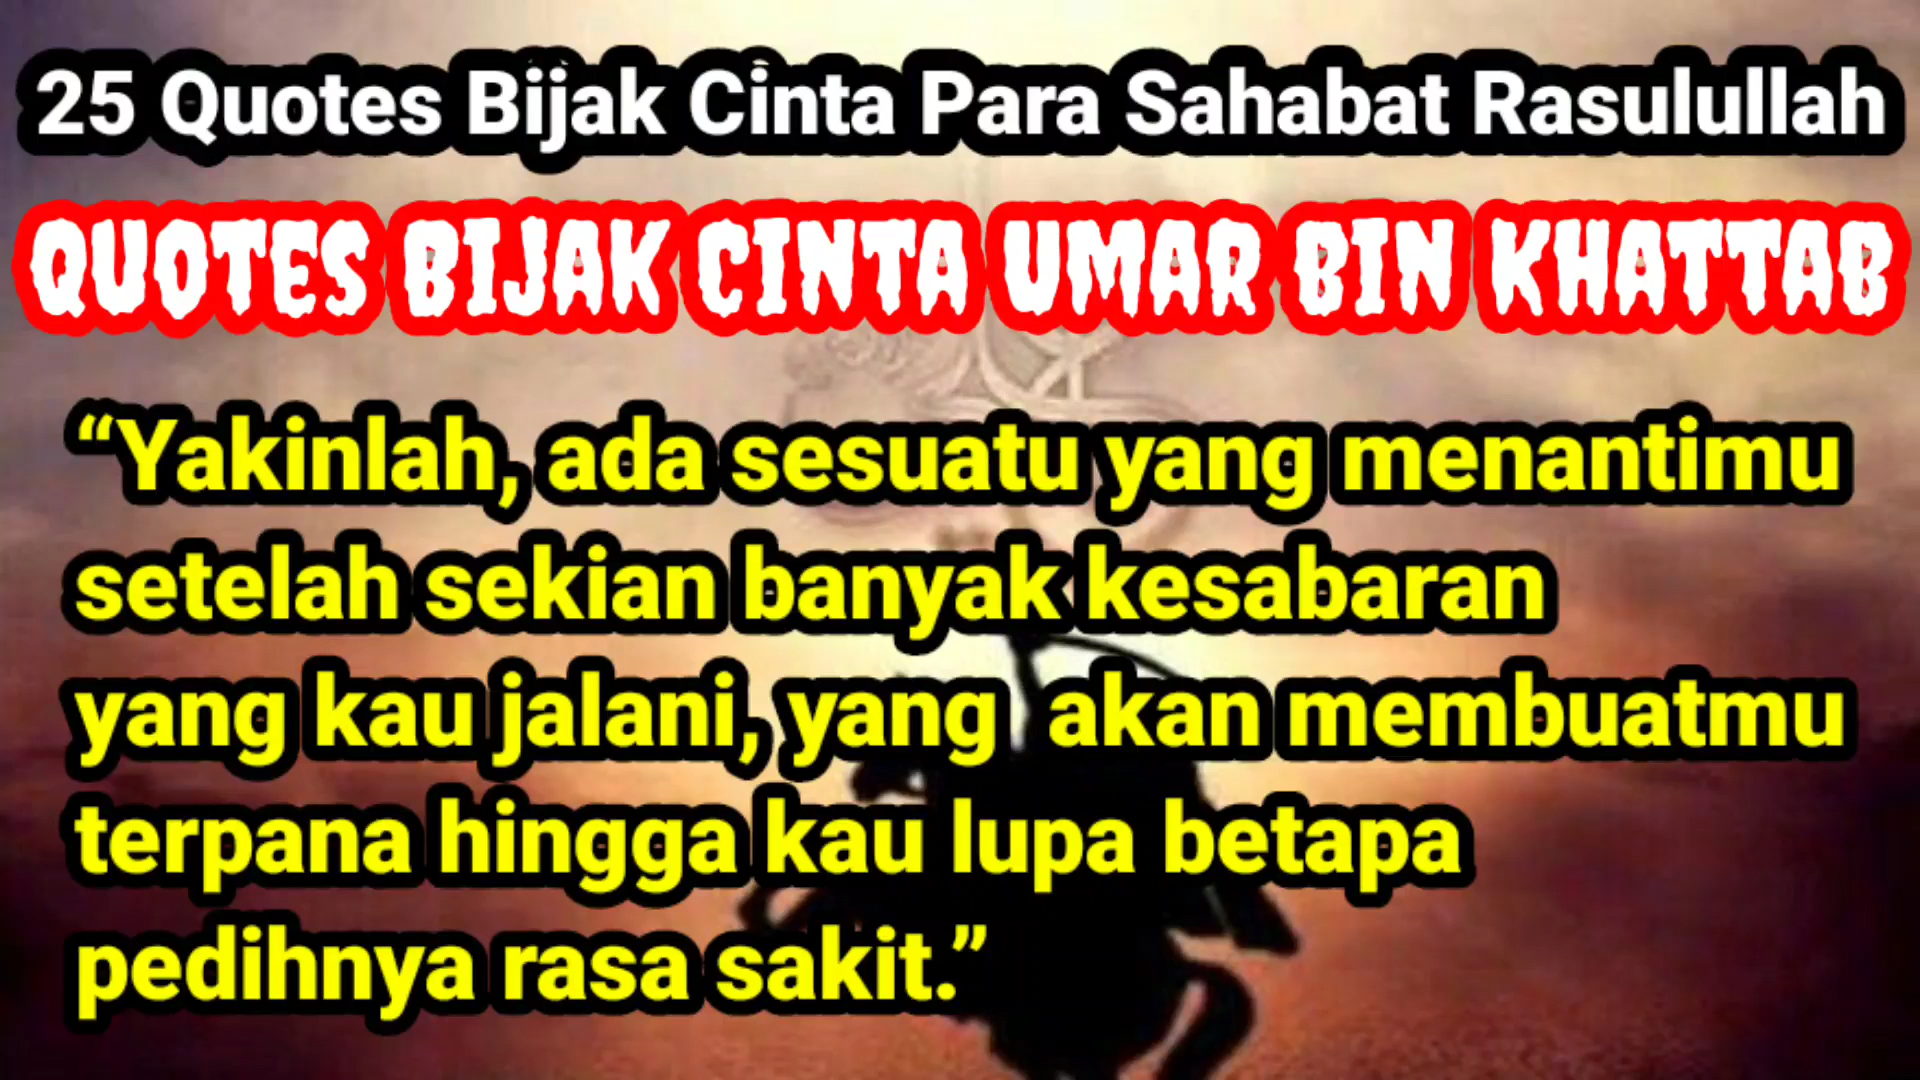 25 Quotes Bijak Cinta Para Sahabat Rasulullah
QUOTES BIJAK CINTA UMAR BIN KHATTAB
“Yakinlah, ada sesuatu yang menantimu
setelah sekian banyak kesabaran
yang kau jalani, yang akan membuatmu
terpana hingga kau lupa betapa
pedihnya rasa sakit.”